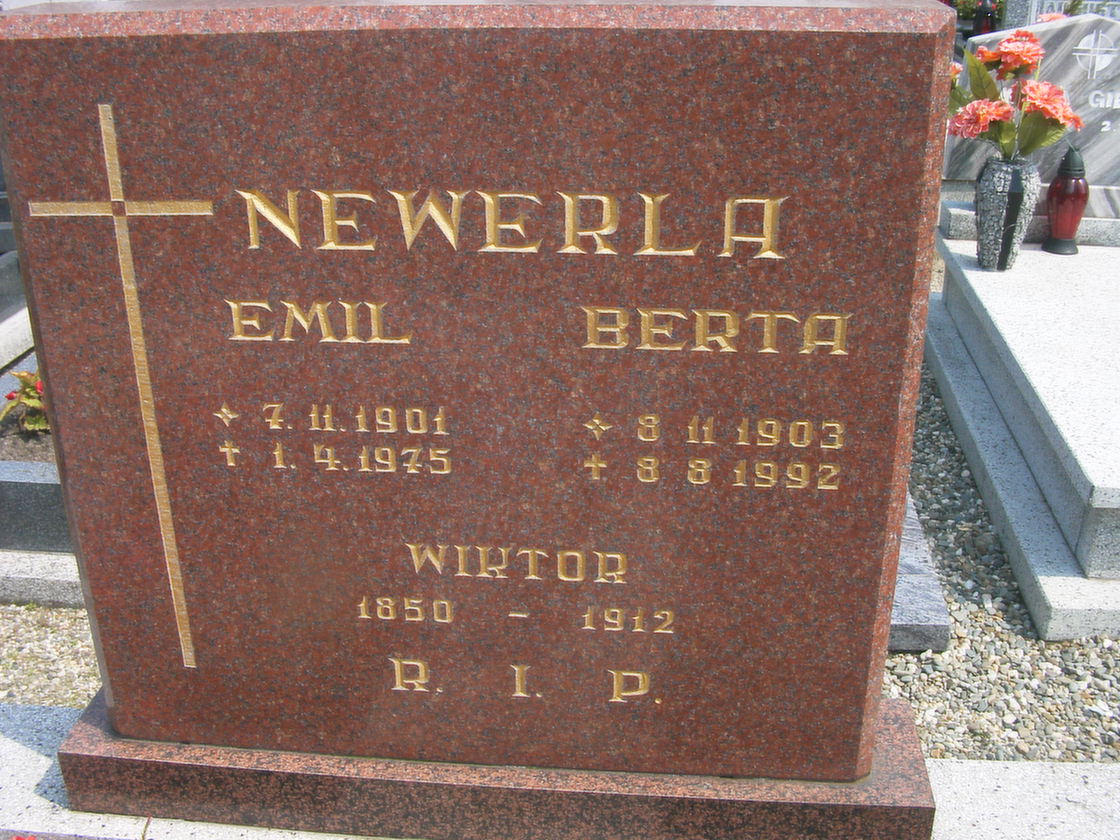 NEWERLA
EMIL BERTA
7. 11. 1901 8 11 1903
1. 4. 1975 8 8 1992
WIKTOR
1850 - 1912
R. I. P.